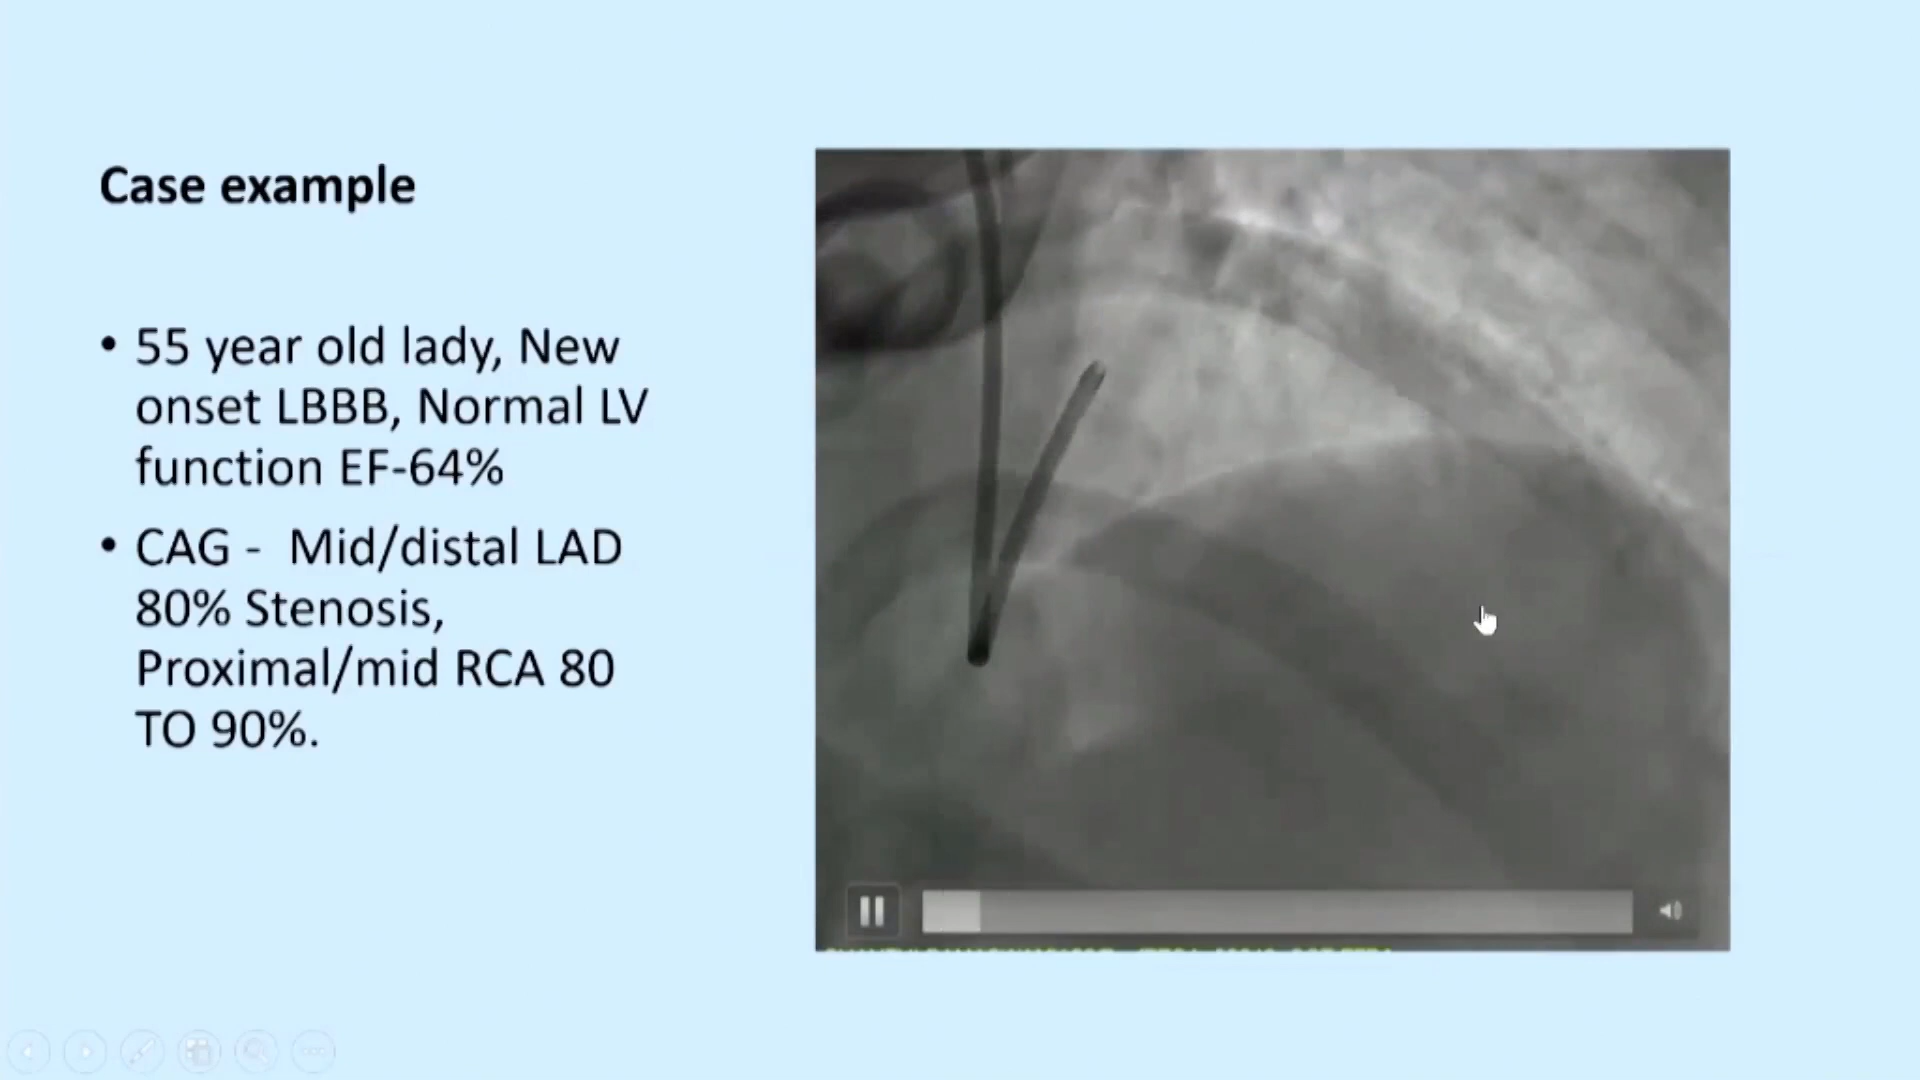 Case example
• 55 year old lady, New
onset LBBB, Normal LV
function EF-64%
• CAG - Mid/distal LAD
80% Stenosis,
Proximal/mid RCA 80
TO 90%.